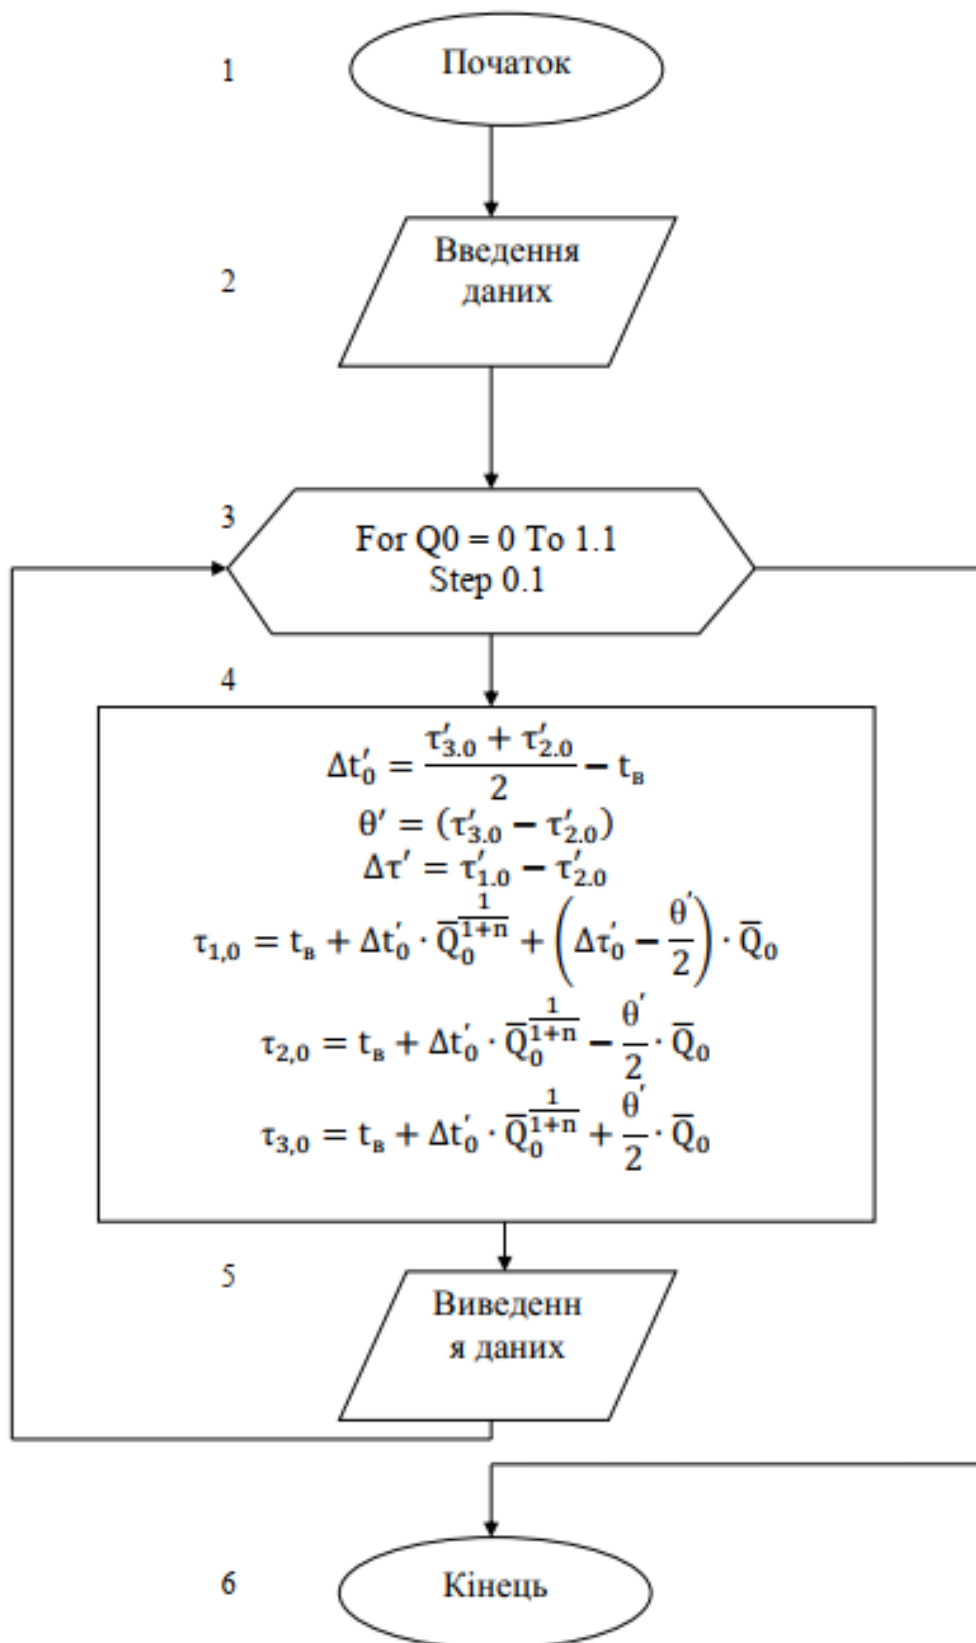 1
Початок
2
Введення
даних
3
For Q0 = 0 To 1.1
Step 0.1
4
Δt′₀ = (τ′₃.₀ + τ′₂.₀)/2 − tв
θ′ = (τ′₃.₀ − τ′₂.₀)
Δτ′ = τ′₁.₀ − τ′₂.₀
τ₁,₀ = tв + Δt′₀ · Q̅₀^(1/(1+n)) + (Δτ′₀ − θ′/2) · Q̅₀
τ₂,₀ = tв + Δt′₀ · Q̅₀^(1/(1+n)) − θ′/2 · Q̅₀
τ₃,₀ = tв + Δt′₀ · Q̅₀^(1/(1+n)) + θ′/2 · Q̅₀
5
Виведенн
я даних
6
Кінець